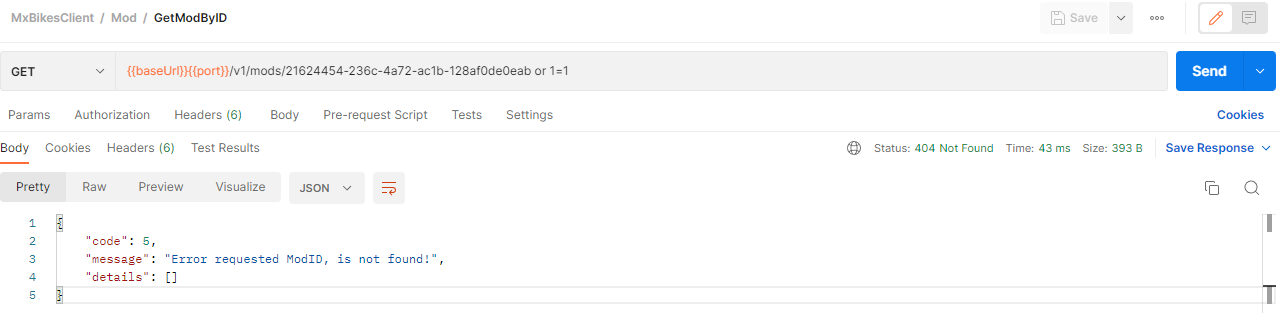 MxBikesClient / Mod / GetModByID
Save
GET
{{baseUrl}}{{port}}/v1/mods/21624454-236c-4a72-ac1b-128af0de0eab or 1=1
Send
Params Authorization Headers (6) Body Pre-request Script Tests Settings Cookies
Body Cookies Headers (6) Test Results Status: 404 Not Found Time: 43 ms Size: 393 B Save Response
Pretty Raw Preview Visualize JSON
1 {
2 "code": 5,
3 "message": "Error requested ModID, is not found!",
4 "details": []
5 }